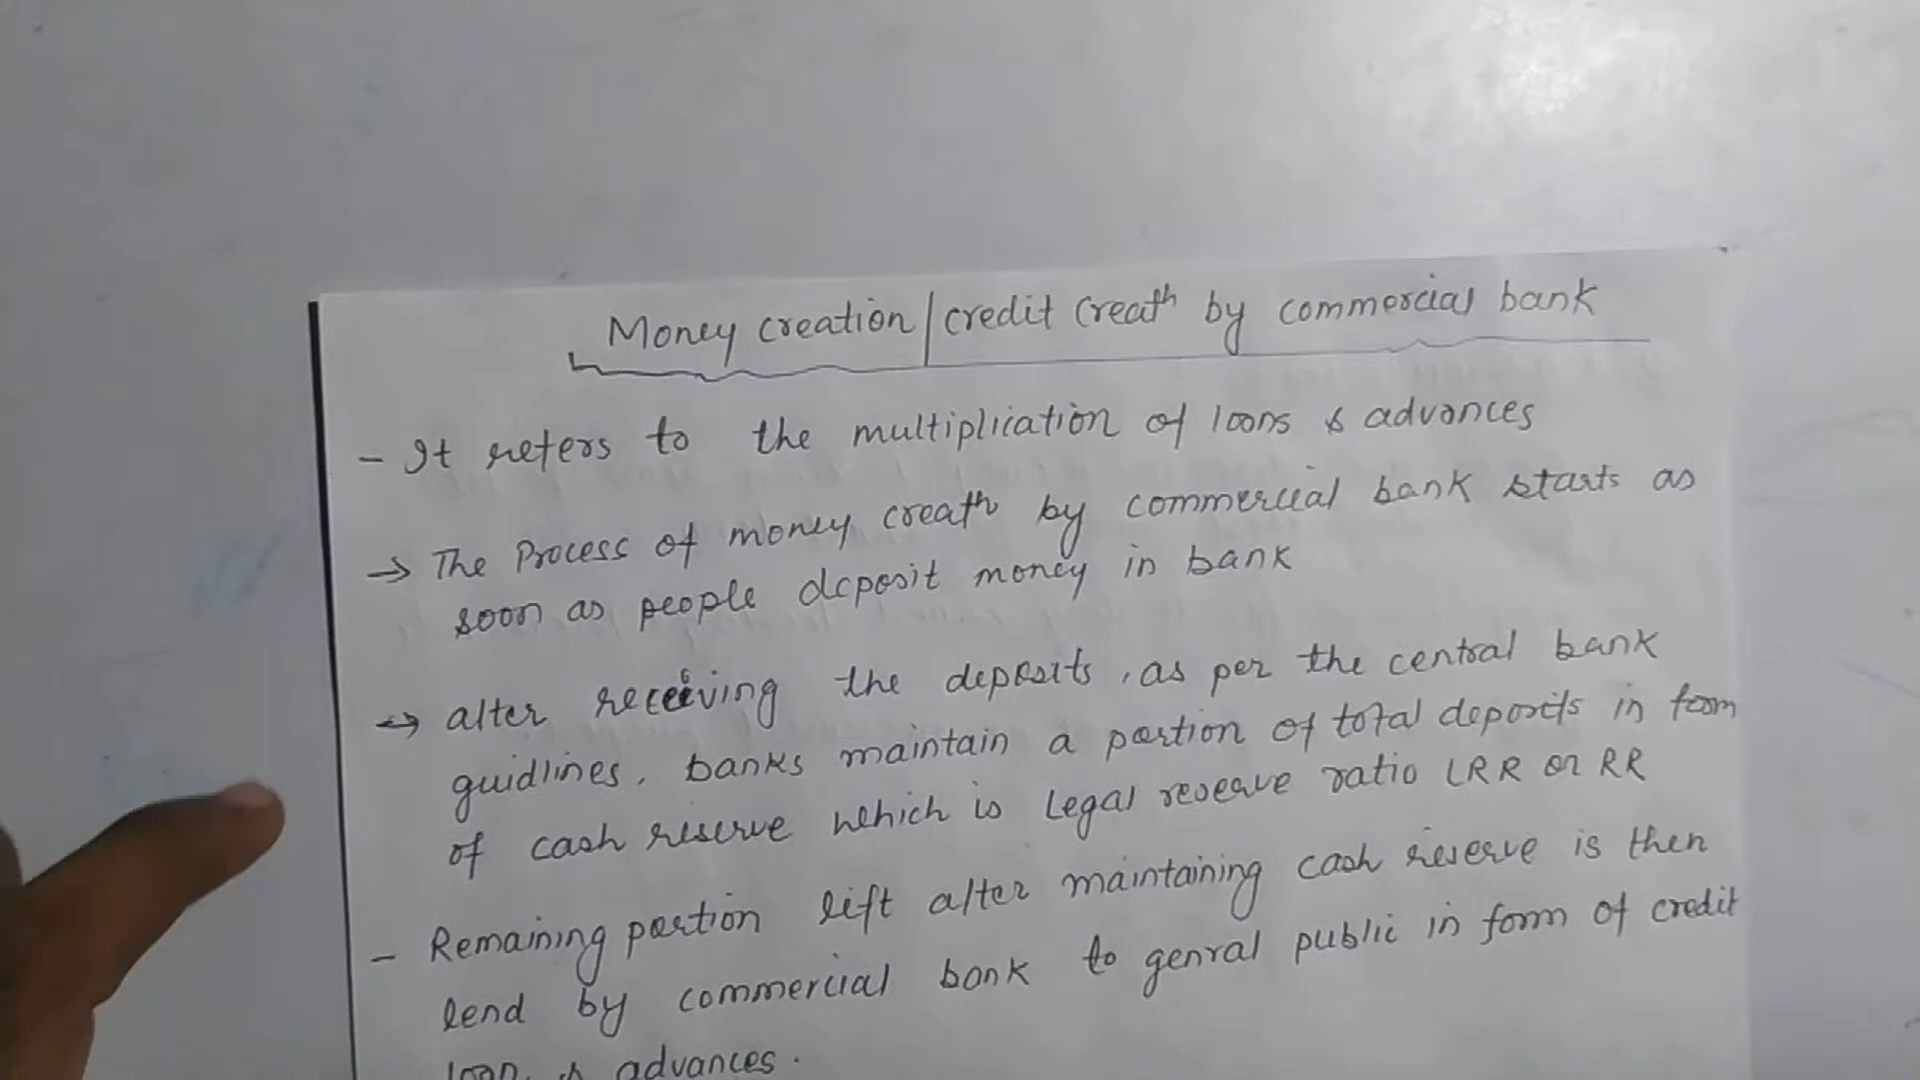 Money creation/credit creatn by commercial bank
- It refers to the multiplication of loans & advances
→ The Process of money creatn by commercial bank starts as
soon as people deposit money in bank
→ after receiving the deposits, as per the central bank
guidlines, banks maintain a portion of total deposits in form
of cash reserve which is Legal reserve ratio LRR or RR
- Remaining portion left after maintaining cash reserve is then
lend by commercial bank to genral public in form of credit
loan & advances.